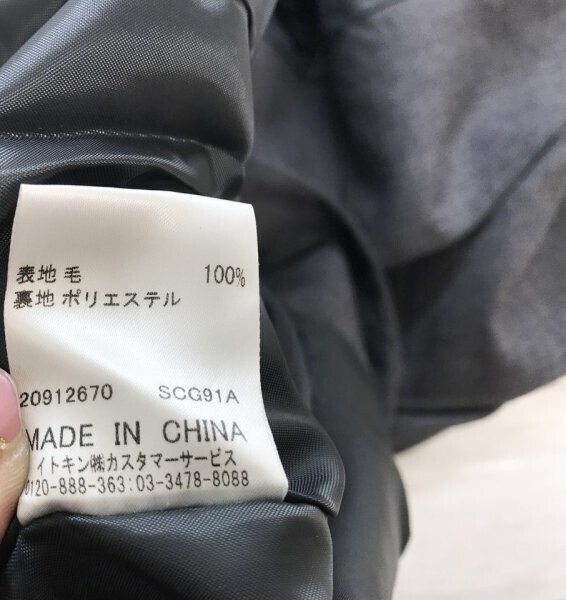 表地 毛 100%
裏地 ポリエステル
20912670 SCG91A
MADE IN CHINA
イトキン㈱カスタマーサービス
0120-888-363:03-3478-8088